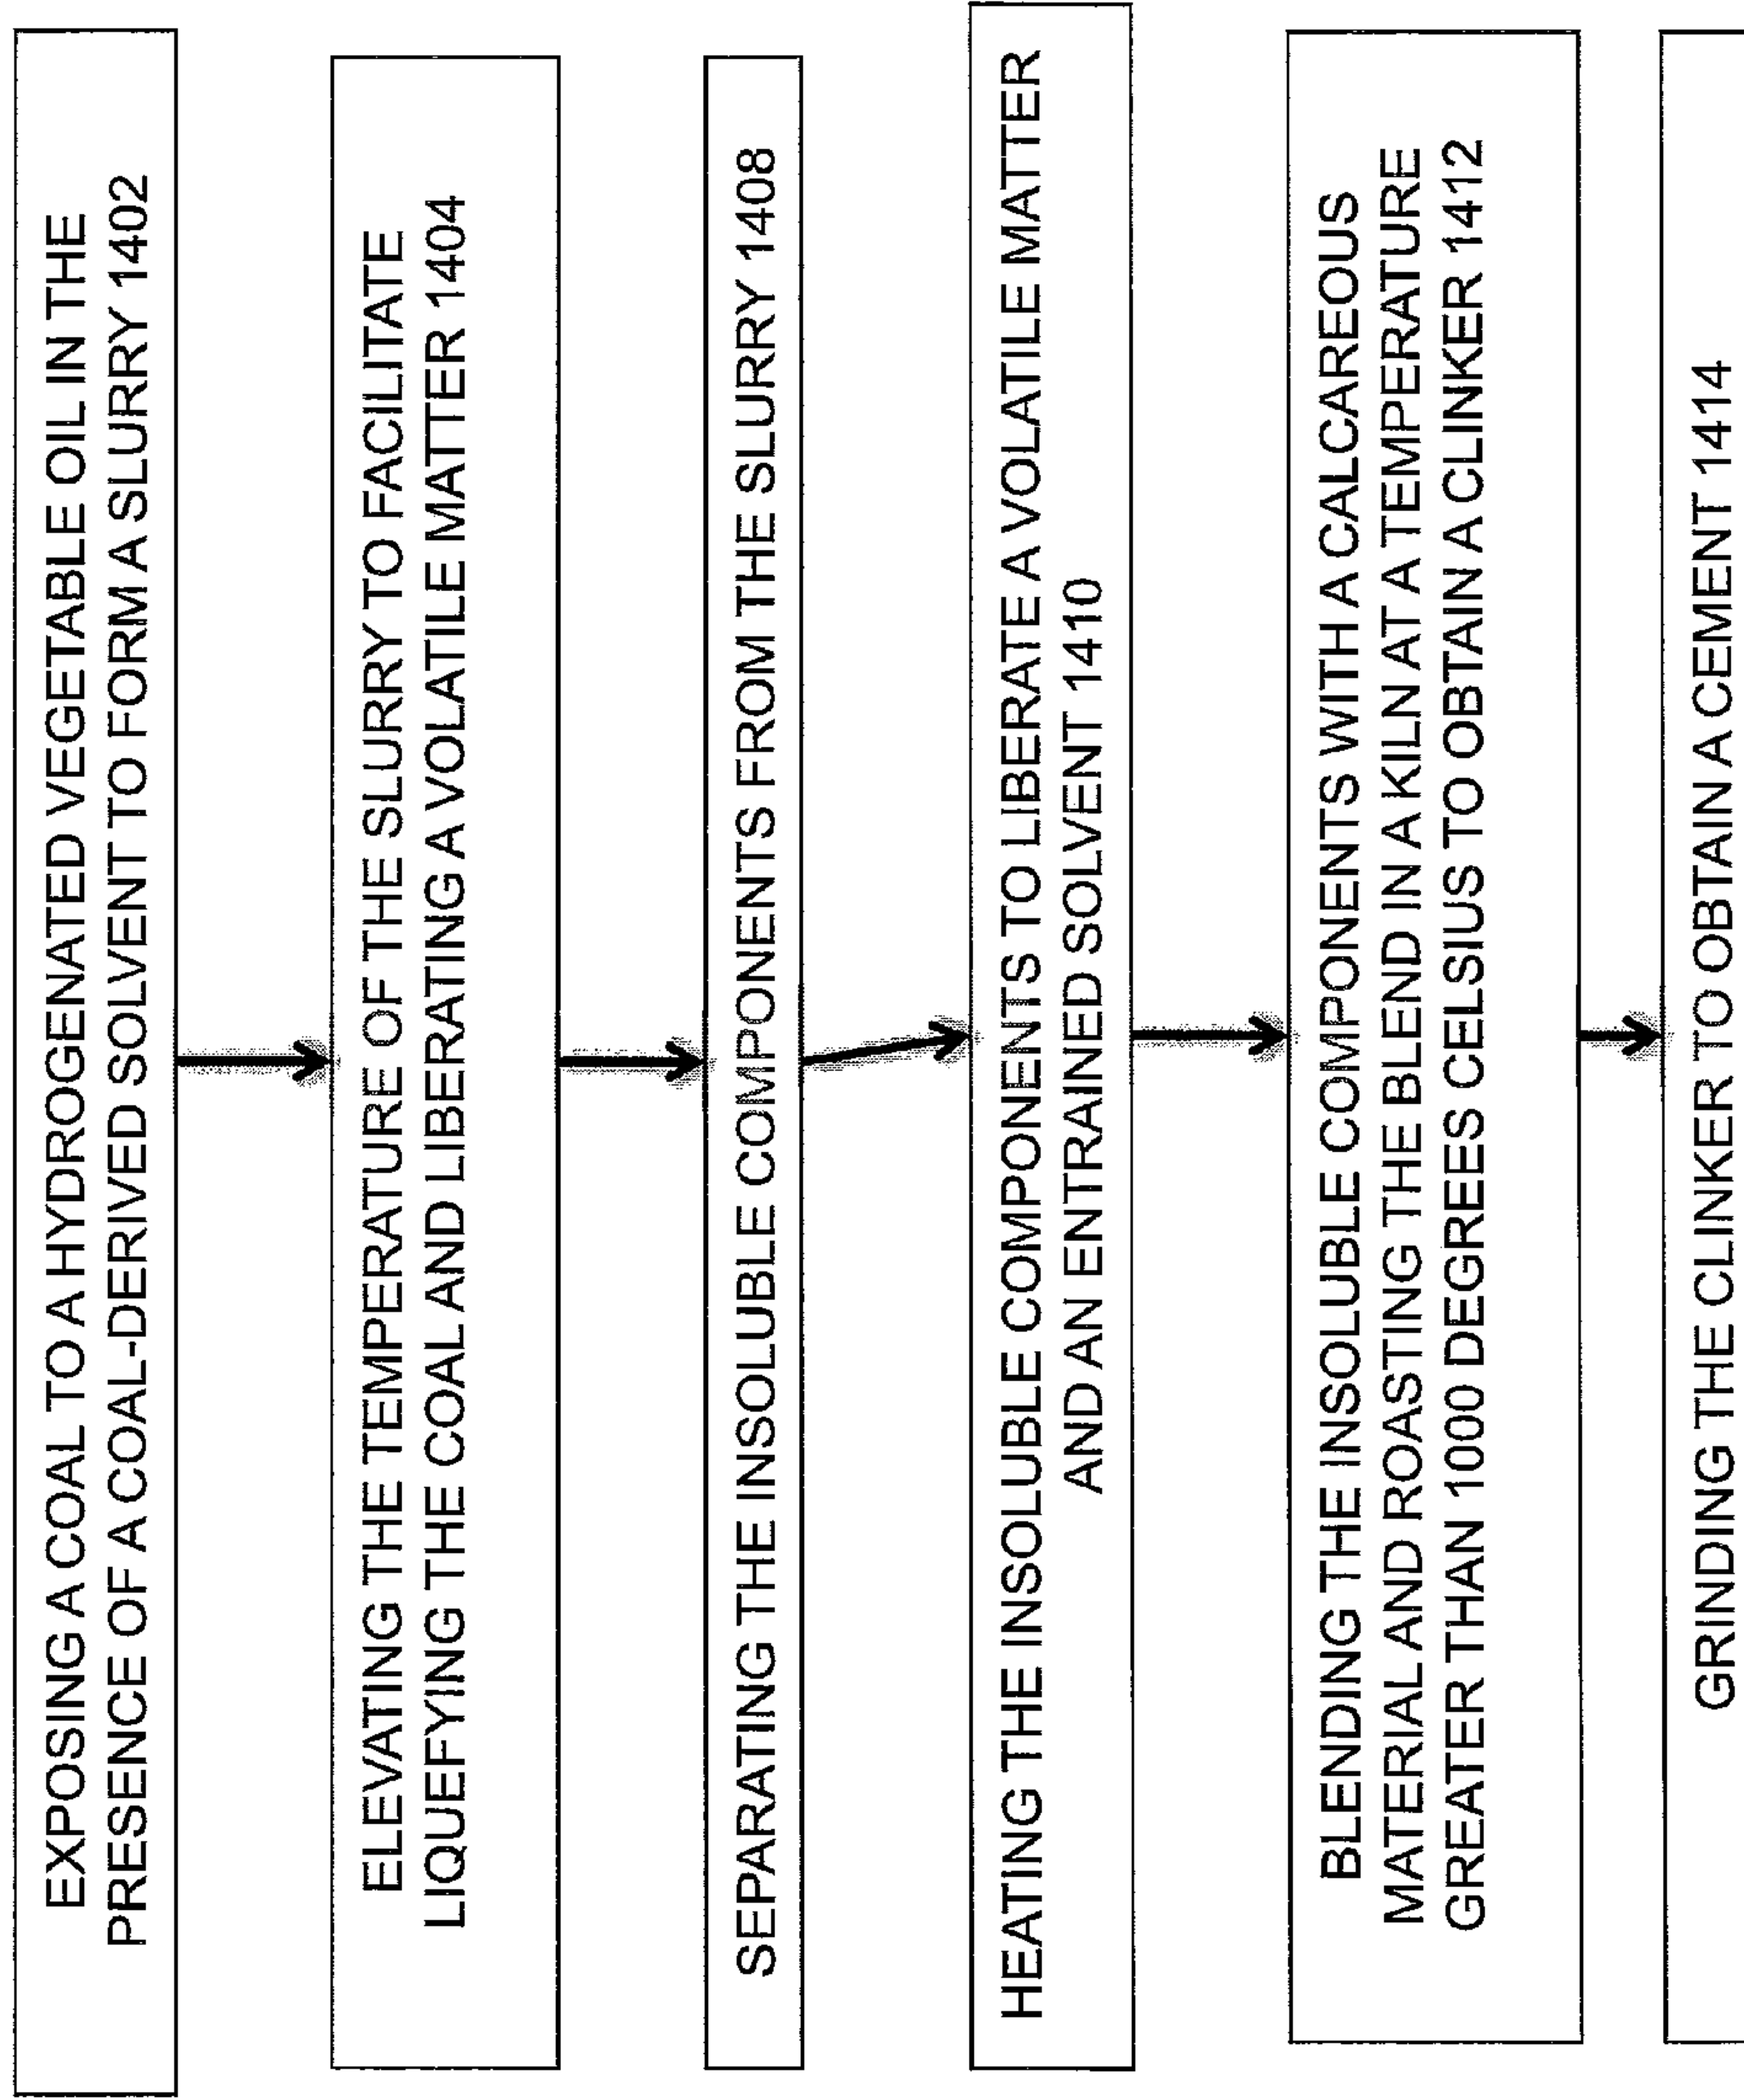 EXPOSING A COAL TO A HYDROGENATED VEGETABLE OIL IN THE
PRESENCE OF A COAL-DERIVED SOLVENT TO FORM A SLURRY 1402
ELEVATING THE TEMPERATURE OF THE SLURRY TO FACILITATE
LIQUEFYING THE COAL AND LIBERATING A VOLATILE MATTER 1404
SEPARATING THE INSOLUBLE COMPONENTS FROM THE SLURRY 1408
HEATING THE INSOLUBLE COMPONENTS TO LIBERATE A VOLATILE MATTER
AND AN ENTRAINED SOLVENT 1410
BLENDING THE INSOLUBLE COMPONENTS WITH A CALCAREOUS
MATERIAL AND ROASTING THE BLEND IN A KILN AT A TEMPERATURE
GREATER THAN 1000 DEGREES CELSIUS TO OBTAIN A CLINKER 1412
GRINDING THE CLINKER TO OBTAIN A CEMENT 1414